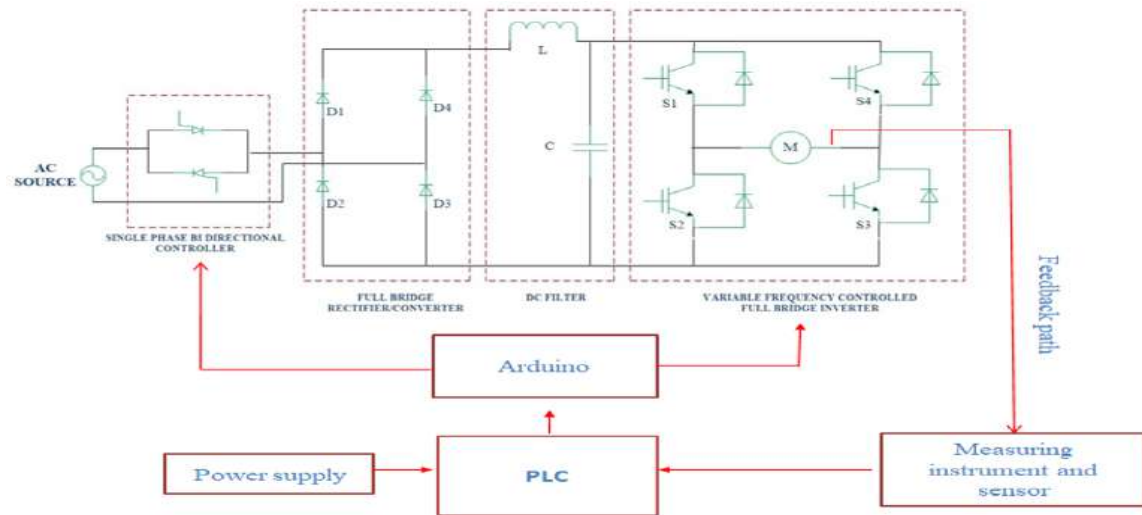 L
D1
D4
S1
S4
C
M
AC
SOURCE
D2
D3
S2
S3
SINGLE PHASE BI DIRECTIONAL
CONTROLLER
FULL BRIDGE
RECTIFIER/CONVERTER
DC FILTER
VARIABLE FREQUENCY CONTROLLED
FULL BRIDGE INVERTER
Feedback path
Arduino
Power supply
PLC
Measuring
instrument and
sensor